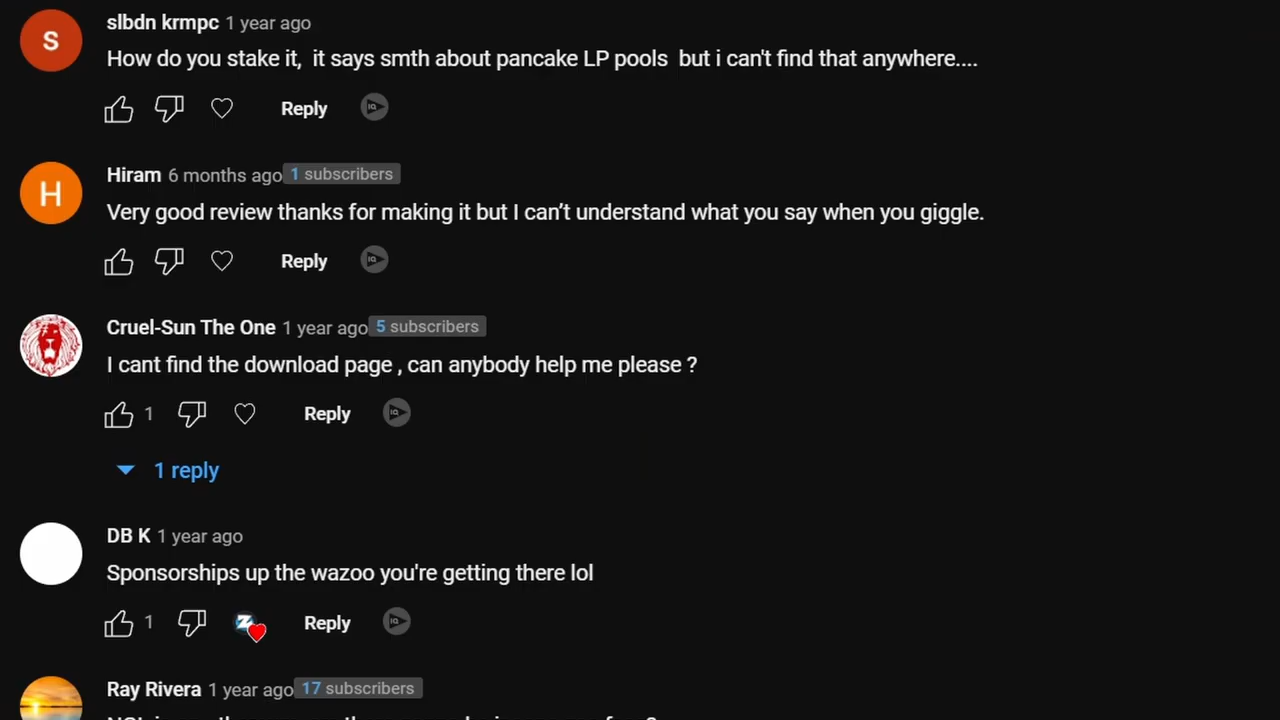 S
slbdn krmpc 1 year ago
How do you stake it,  it says smth about pancake LP pools  but i can't find that anywhere....
Reply
IQ
H
Hiram 6 months ago 1 subscribers
Very good review thanks for making it but I can’t understand what you say when you giggle.
Reply
IQ
Cruel-Sun The One 1 year ago 5 subscribers
I cant find the download page , can anybody help me please ?
1
Reply
IQ
1 reply
DB K 1 year ago
Sponsorships up the wazoo you're getting there lol
1
Z
Reply
IQ
Ray Rivera 1 year ago 17 subscribers